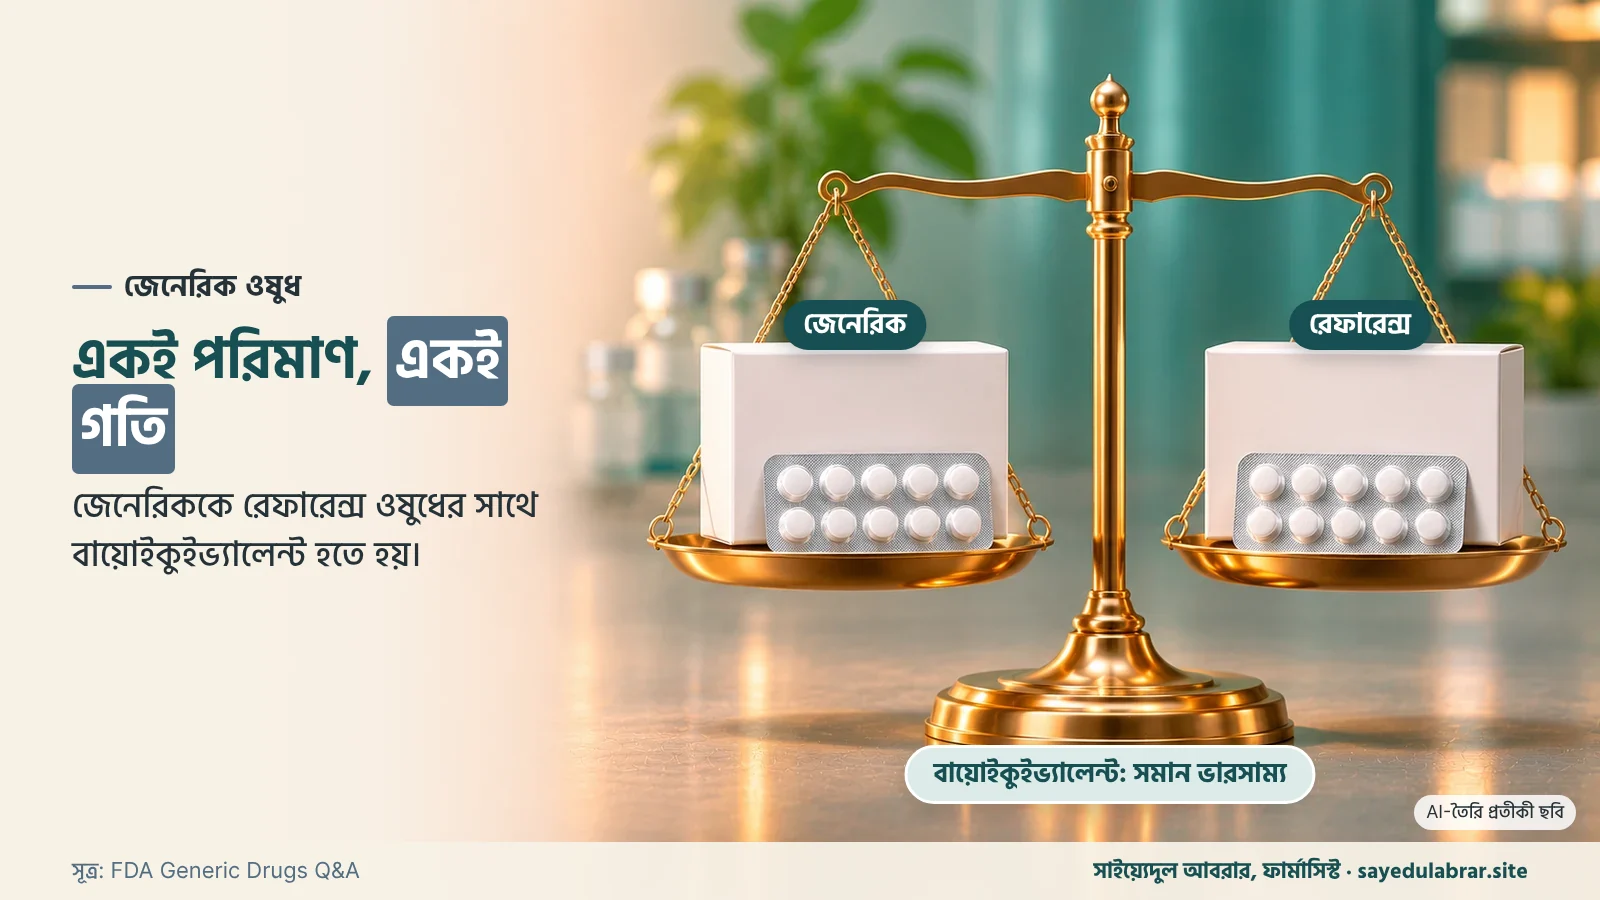 জেনেরিক ওষুধ
একই পরিমাণ, একই
গতি
জেনেরিককে রেফারেন্স ওষুধের সাথে
বায়োইকুইভ্যালেন্ট হতে হয়।
জেনেরিক
রেফারেন্স
বায়োইকুইভ্যালেন্ট: সমান ভারসাম্য
AI-তৈরি প্রতীকী ছবি
সূত্র: FDA Generic Drugs Q&A
সাইয়্যেদুল আবরার, ফার্মাসিস্ট · sayedulabrar.site